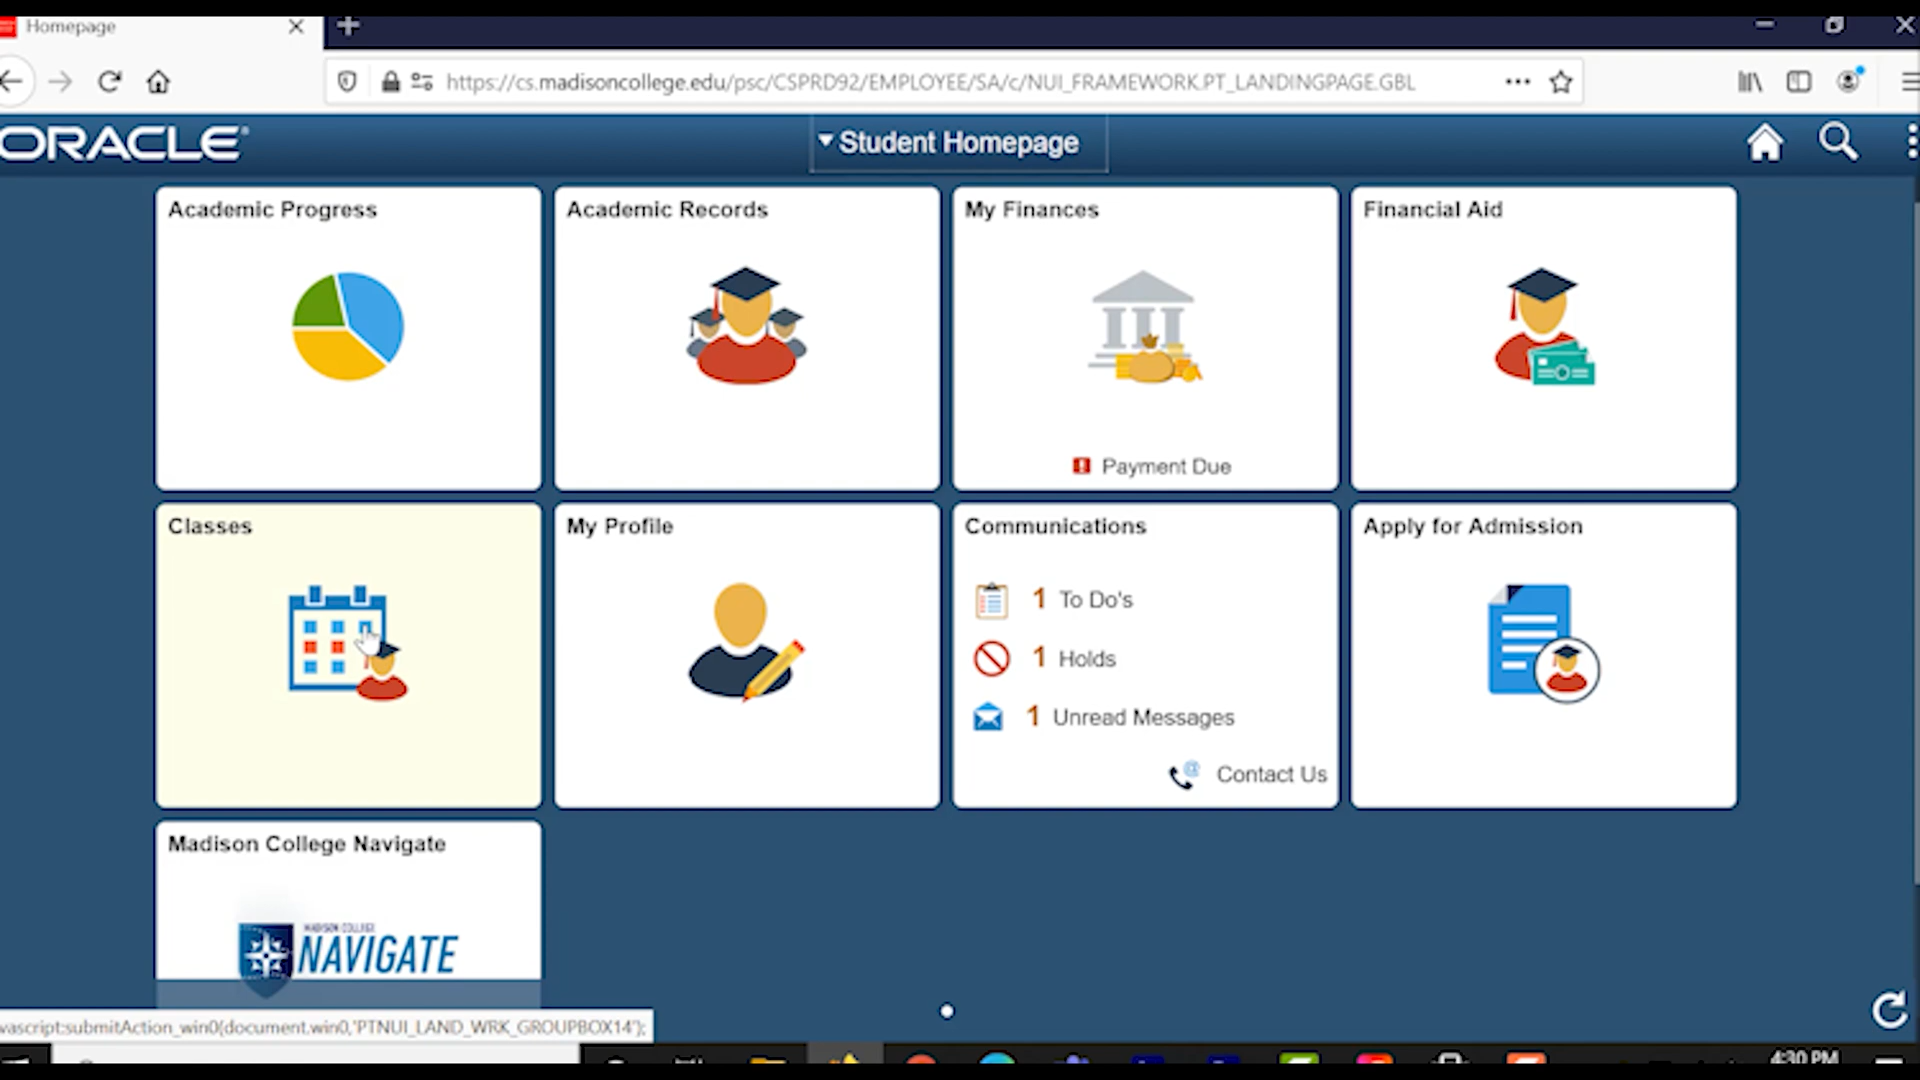 Homepage
https://cs.madisoncollege.edu/psc/CSPRD92/EMPLOYEE/SA/c/NUI_FRAMEWORK.PT_LANDINGPAGE.GBL
ORACLE
Student Homepage
Academic Progress
Academic Records
My Finances
Financial Aid
Payment Due
Classes
My Profile
Communications
Apply for Admission
1 To Do's
1 Holds
1 Unread Messages
Contact Us
Madison College Navigate
MADISON COLLEGE
NAVIGATE
vascript:submitAction_win0(document.win0,'PTNUI_LAND_WRK_GROUPBOX14');
4:30 PM